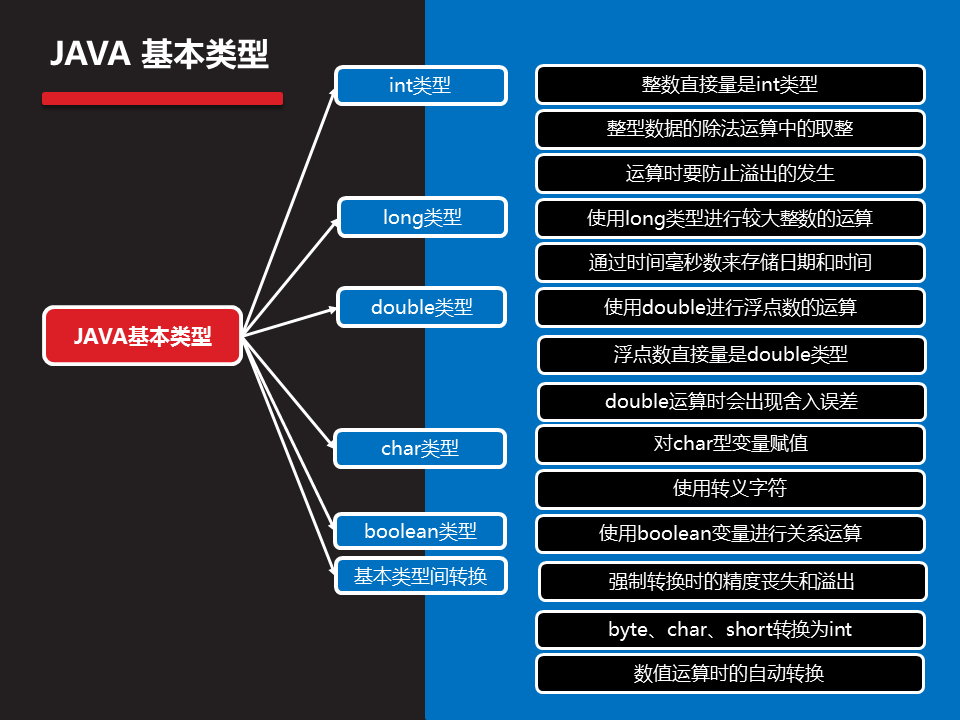 JAVA 基本类型
JAVA基本类型
int类型
整数直接量是int类型
整型数据的除法运算中的取整
运算时要防止溢出的发生
long类型
使用long类型进行较大整数的运算
通过时间毫秒数来存储日期和时间
double类型
使用double进行浮点数的运算
浮点数直接量是double类型
double运算时会出现舍入误差
char类型
对char型变量赋值
使用转义字符
boolean类型
使用boolean变量进行关系运算
基本类型间转换
强制转换时的精度丧失和溢出
byte、char、short转换为int
数值运算时的自动转换